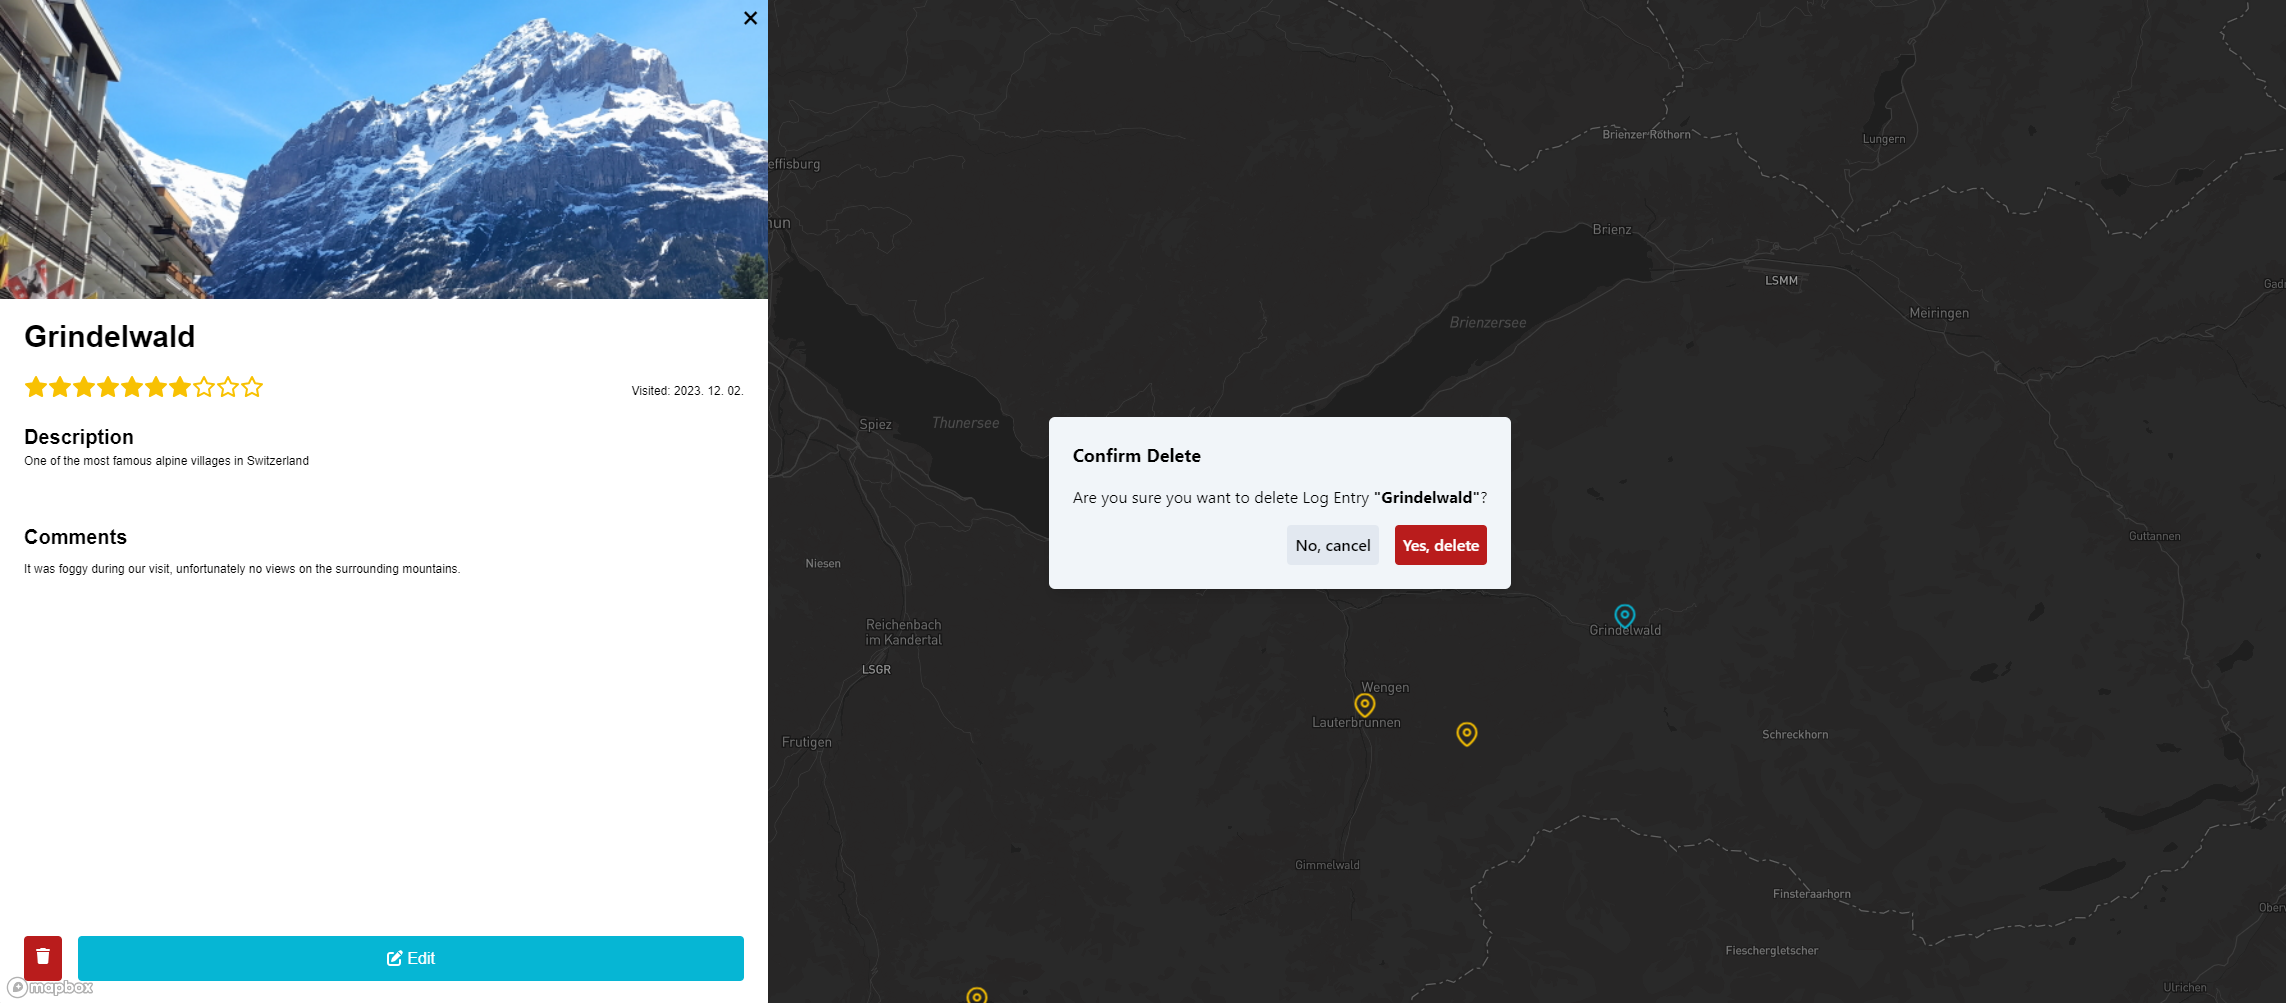 Grindelwald
Visited: 2023. 12. 02.
Description
One of the most famous alpine villages in Switzerland
Comments
It was foggy during our visit, unfortunately no views on the surrounding mountains.
Edit
mapbox
Brienzer Rothorn
Lungern
effisburg
hun
Brienz
LSMM
Gadm
Meiringen
Brienzersee
Spiez
Thunersee
Confirm Delete
Are you sure you want to delete Log Entry "Grindelwald"?
No, cancel
Yes, delete
Guttannen
Niesen
Reichenbach
im Kandertal
Grindelwald
LSGR
Wengen
Lauterbrunnen
Frutigen
Schreckhorn
Gimmelwald
Finsteraarhorn
Oberw
Fieschergletscher
Ulrichen